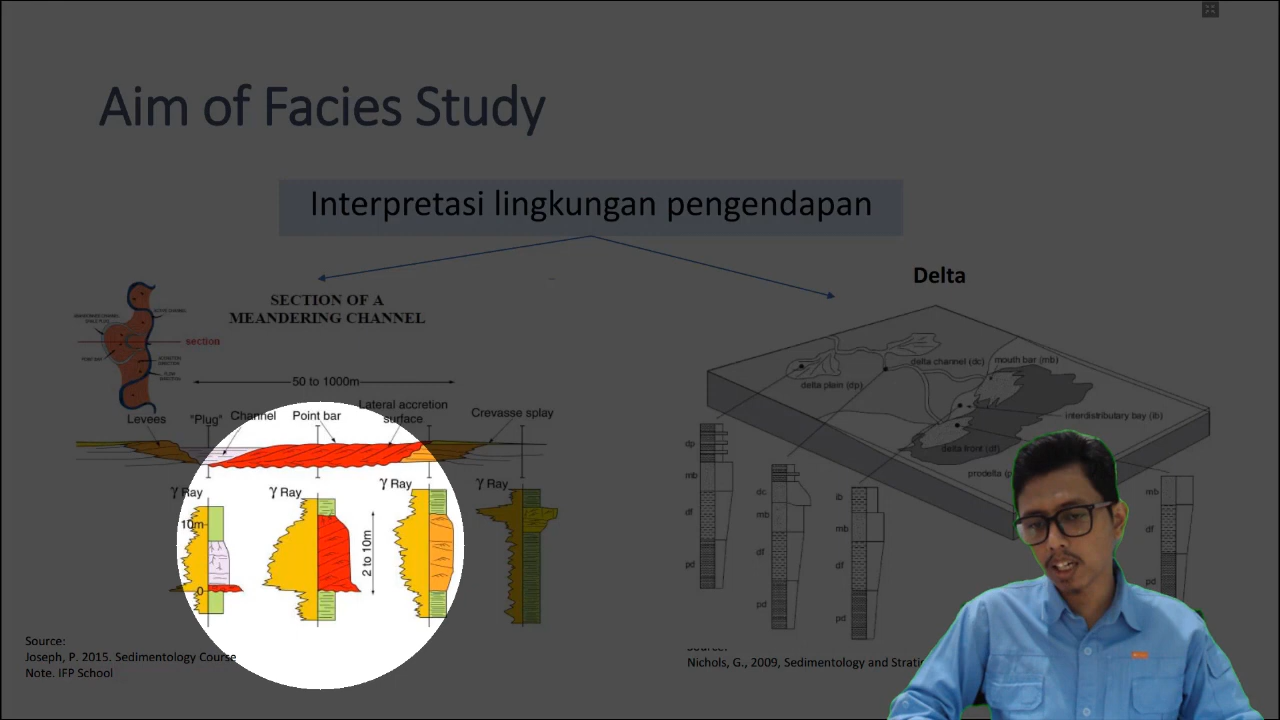 Aim of Facies Study
Interpretasi lingkungan pengendapan
SECTION OF A
MEANDERING CHANNEL
section
POINT BAR
50 to 1000m
Levees
"Plug"
Channel
Point bar
Lateral accretion
surface
Crevasse splay
γ Ray
γ Ray
γ Ray
γ Ray
10m
0
2 to 10m
Source:
Joseph, P. 2015. Sedimentology Course
Note. IFP School
Delta
delta channel (dc)
mouth bar (mb)
delta plain (dp)
interdistributary bay (ib)
delta front (df)
prodelta (p
dp
mb
df
pd
dc
mb
df
pd
ib
mb
df
pd
mb
df
pd
Nichols, G., 2009, Sedimentology and Strati